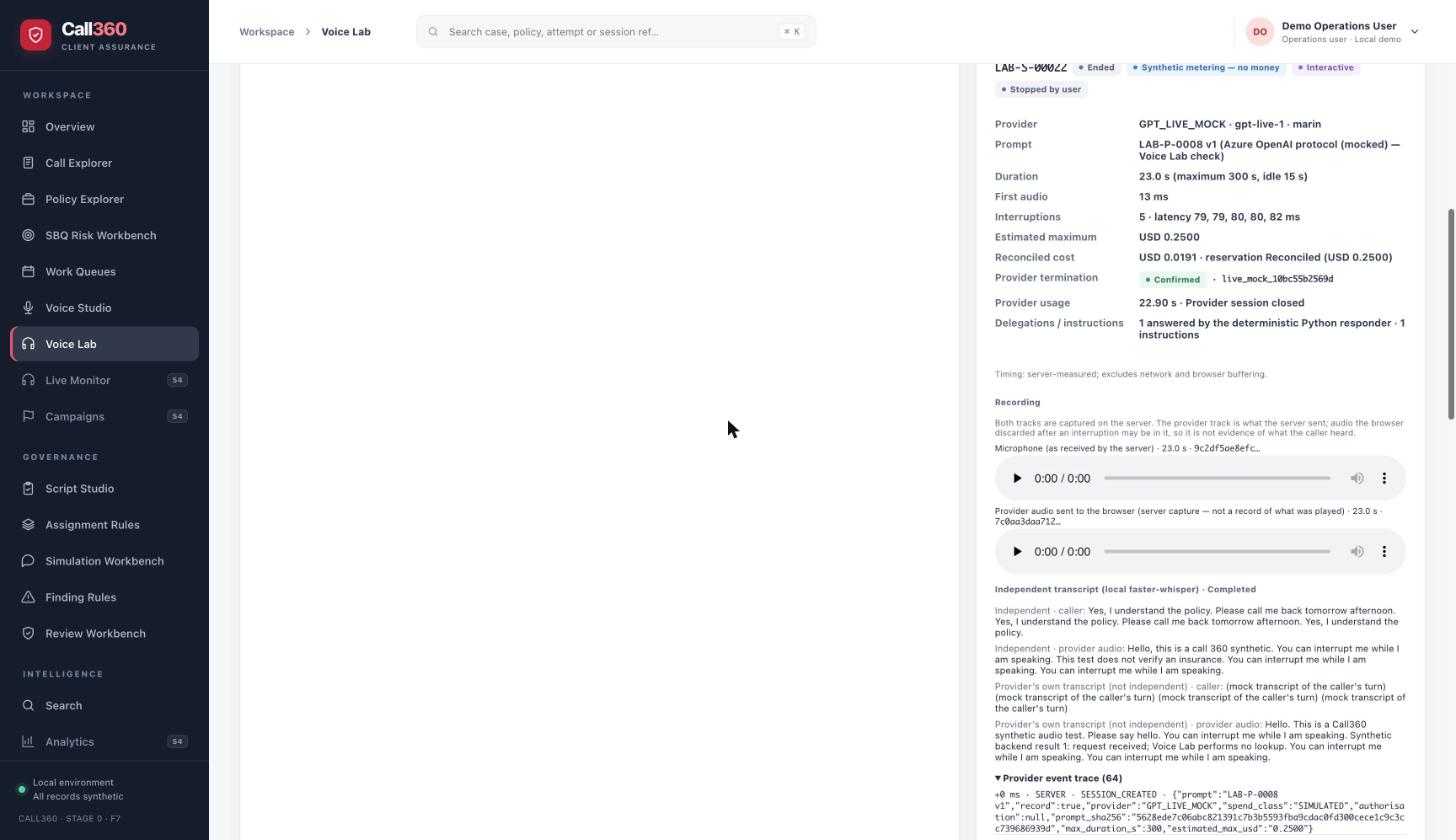 Call360
CLIENT ASSURANCE
WORKSPACE
Overview
Call Explorer
Policy Explorer
SBQ Risk Workbench
Work Queues
Voice Studio
Voice Lab
Live Monitor S4
Campaigns S4
GOVERNANCE
Script Studio
Assignment Rules
Simulation Workbench
Finding Rules
Review Workbench
INTELLIGENCE
Search
Analytics S4
Local environment
All records synthetic
CALL360 · STAGE 0 · F7
Workspace > Voice Lab
Search case, policy, attempt or session ref...
⌘ K
DO
Demo Operations User
Operations user · Local demo
LAB-S-00022 Ended Synthetic metering — no money Interactive
Stopped by user
Provider GPT_LIVE_MOCK · gpt-live-1 · marin
Prompt LAB-P-0008 v1 (Azure OpenAI protocol (mocked) —
Voice Lab check)
Duration 23.0 s (maximum 300 s, idle 15 s)
First audio 13 ms
Interruptions 5 · latency 79, 79, 80, 80, 82 ms
Estimated maximum USD 0.2500
Reconciled cost USD 0.0191 · reservation Reconciled (USD 0.2500)
Provider termination Confirmed · live_mock_10bc55b2569d
Provider usage 22.90 s · Provider session closed
Delegations / instructions 1 answered by the deterministic Python responder · 1
instructions
Timing: server-measured; excludes network and browser buffering.
Recording
Both tracks are captured on the server. The provider track is what the server sent; audio the browser
discarded after an interruption may be in it, so it is not evidence of what the caller heard.
Microphone (as received by the server) · 23.0 s · 9c2df5ae8efc…
0:00 / 0:00
Provider audio sent to the browser (server capture — not a record of what was played) · 23.0 s ·
7c0aa3daa712…
0:00 / 0:00
Independent transcript (local faster-whisper) · Completed
Independent · caller: Yes, I understand the policy. Please call me back tomorrow afternoon.
Yes, I understand the policy. Please call me back tomorrow afternoon. Yes, I understand the
policy.
Independent · provider audio: Hello, this is a call 360 synthetic. You can interrupt me while I
am speaking. This test does not verify an insurance. You can interrupt me while I am
speaking. You can interrupt me while I am speaking.
Provider's own transcript (not independent) · caller: (mock transcript of the caller's turn)
(mock transcript of the caller's turn) (mock transcript of the caller's turn) (mock transcript of
the caller's turn)
Provider's own transcript (not independent) · provider audio: Hello. This is a Call360
synthetic audio test. Please say hello. You can interrupt me while I am speaking. Synthetic
backend result 1: request received; Voice Lab performs no lookup. You can interrupt me
while I am speaking. You can interrupt me while I am speaking.
Provider event trace (64)
+0 ms · SERVER · SESSION_CREATED · {"prompt":"LAB-P-0008
v1","record":true,"provider":"GPT_LIVE_MOCK","spend_class":"SIMULATED","authorisa
tion":null,"prompt_sha256":"5628ede7c06abc821391c7b3b5593fba9cdac0fd300cece1c9c3c
c739686939d","max_duration_s":300,"estimated_max_usd":"0.2500"}